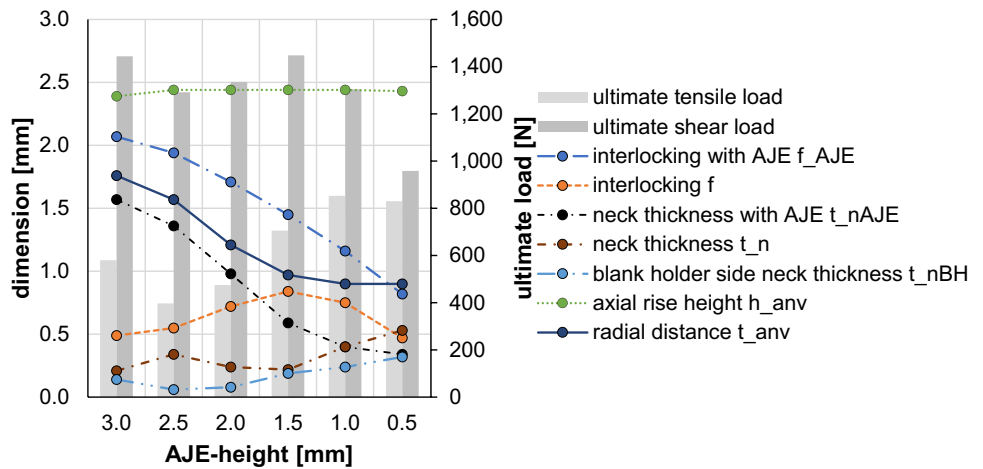 3.0
2.5
2.0
1.5
1.0
0.5
0.0
dimension [mm]
3.0 2.5 2.0 1.5 1.0 0.5
AJE-height [mm]
1,600
1,400
1,200
1,000
800
600
400
200
0
ultimate load [N]
ultimate tensile load
ultimate shear load
interlocking with AJE f_AJE
interlocking f
neck thickness with AJE t_nAJE
neck thickness t_n
blank holder side neck thickness t_nBH
axial rise height h_anv
radial distance t_anv